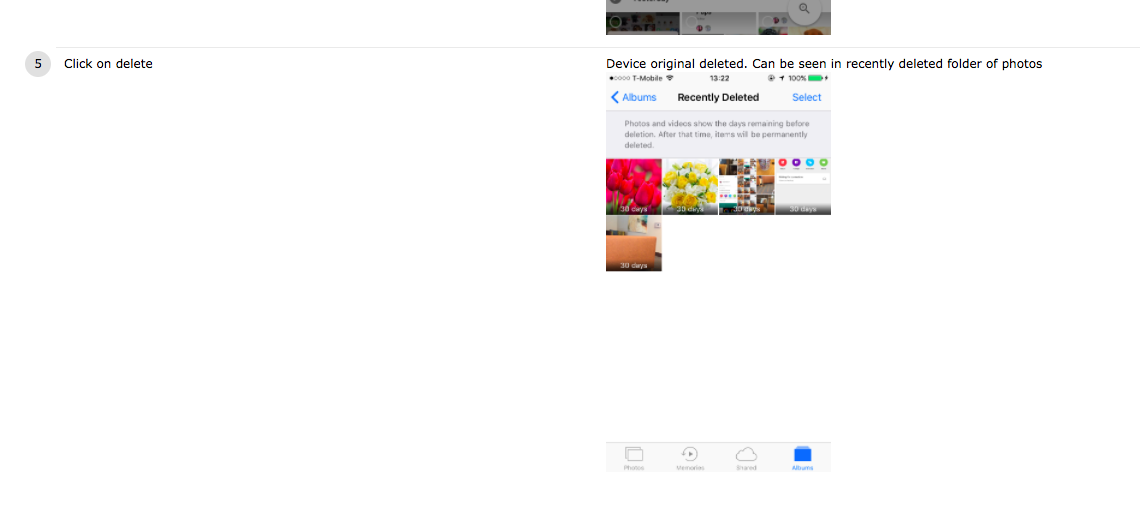 5 Click on delete
Device original deleted. Can be seen in recently deleted folder of photos
T-Mobile 13:22 100%
Albums Recently Deleted Select
Photos and videos show the days remaining before
deletion. After that time, items will be permanently
deleted.
30 days 30 days 30 days 30 days
30 days
Photos Memories Shared Albums